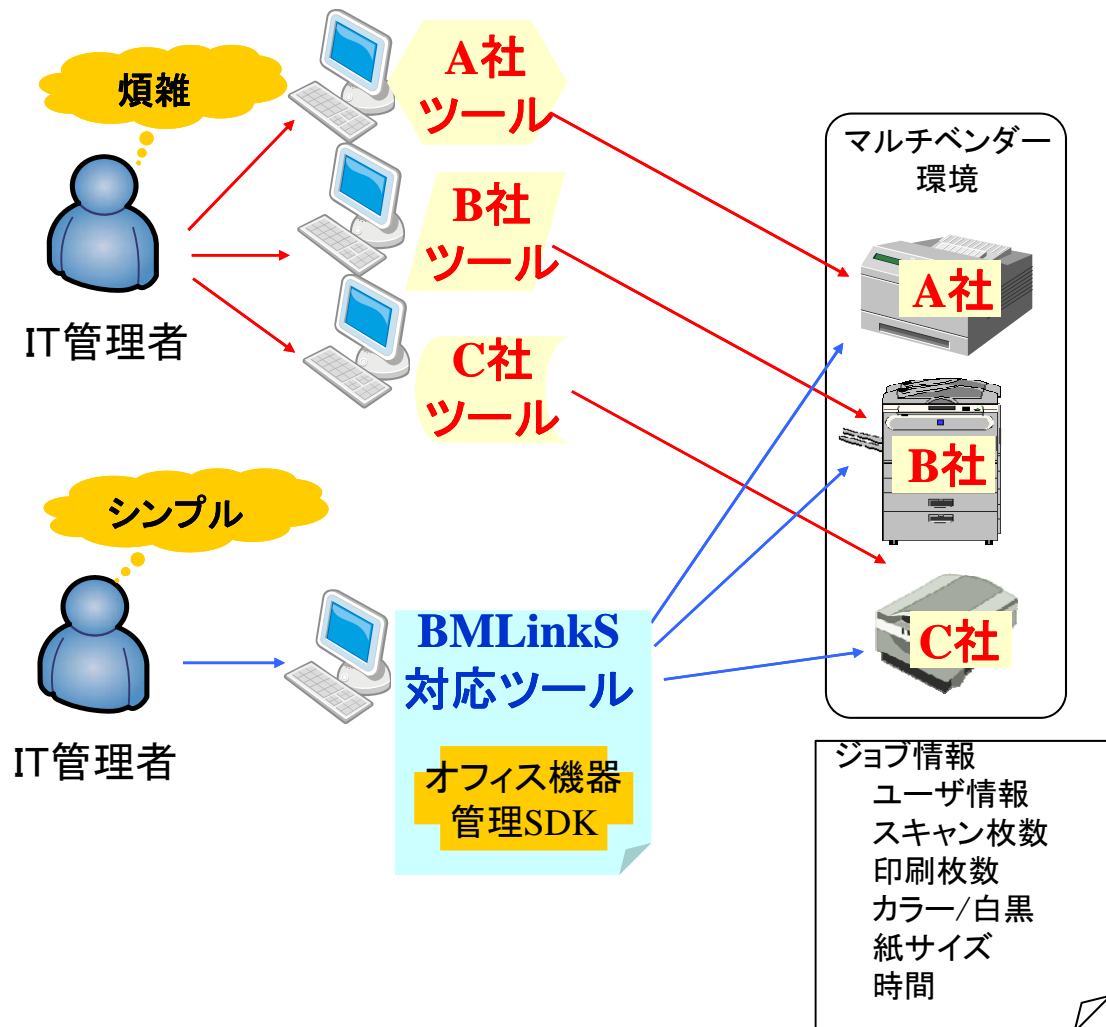 煩雑
IT管理者
A社
ツール
B社
ツール
C社
ツール
マルチベンダー
環境
A社
B社
C社
シンプル
IT管理者
BMLinkS
対応ツール
オフィス機器
管理SDK
ジョブ情報
ユーザ情報
スキャン枚数
印刷枚数
カラー/白黒
紙サイズ
時間